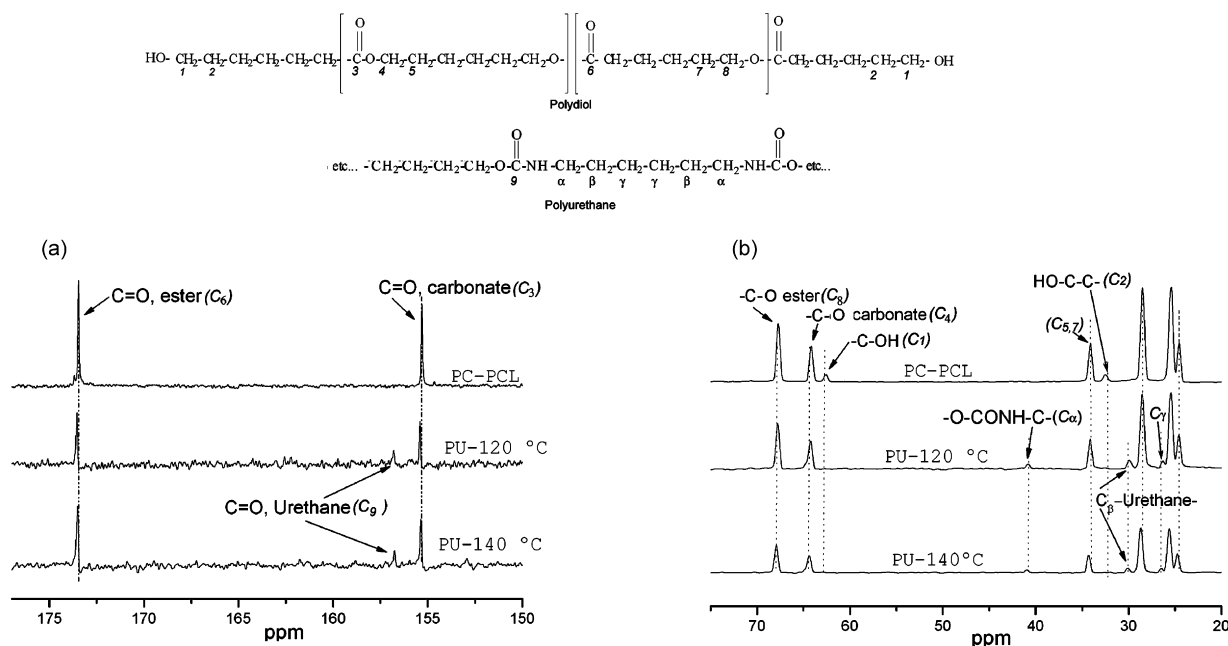 O O O
HO- CH2-CH2-CH2-CH2-CH2-CH2 -C-O-CH2-CH2-CH2-CH2-CH2-CH2-O- -C-CH2-CH2-CH2-CH2-CH2-O- C-CH2-CH2-CH2-CH2-CH2-OH
1 2 3 4 5 6 7 8 2 1
Polydiol
O O
etc... -CH2-CH2-CH2-CH2-O-C-NH-CH2-CH2-CH2-CH2-CH2-CH2-NH-C-O- etc...
9 α β γ γ β α
Polyurethane
(a)
C=O, ester (C6)
C=O, carbonate (C3)
PC-PCL
PU-120 °C
C=O, Urethane (C9)
PU-140 °C
175 170 165 160 155 150
ppm
(b)
HO-C-C- (C2)
-C-O ester (C8)
-C-O carbonate (C4)
-C-OH (C1)
(C5,7)
PC-PCL
-O-CONH-C-(Cα)
Cγ
PU-120 °C
Cβ-Urethane-
PU-140°C
70 60 50 40 30 20
ppm